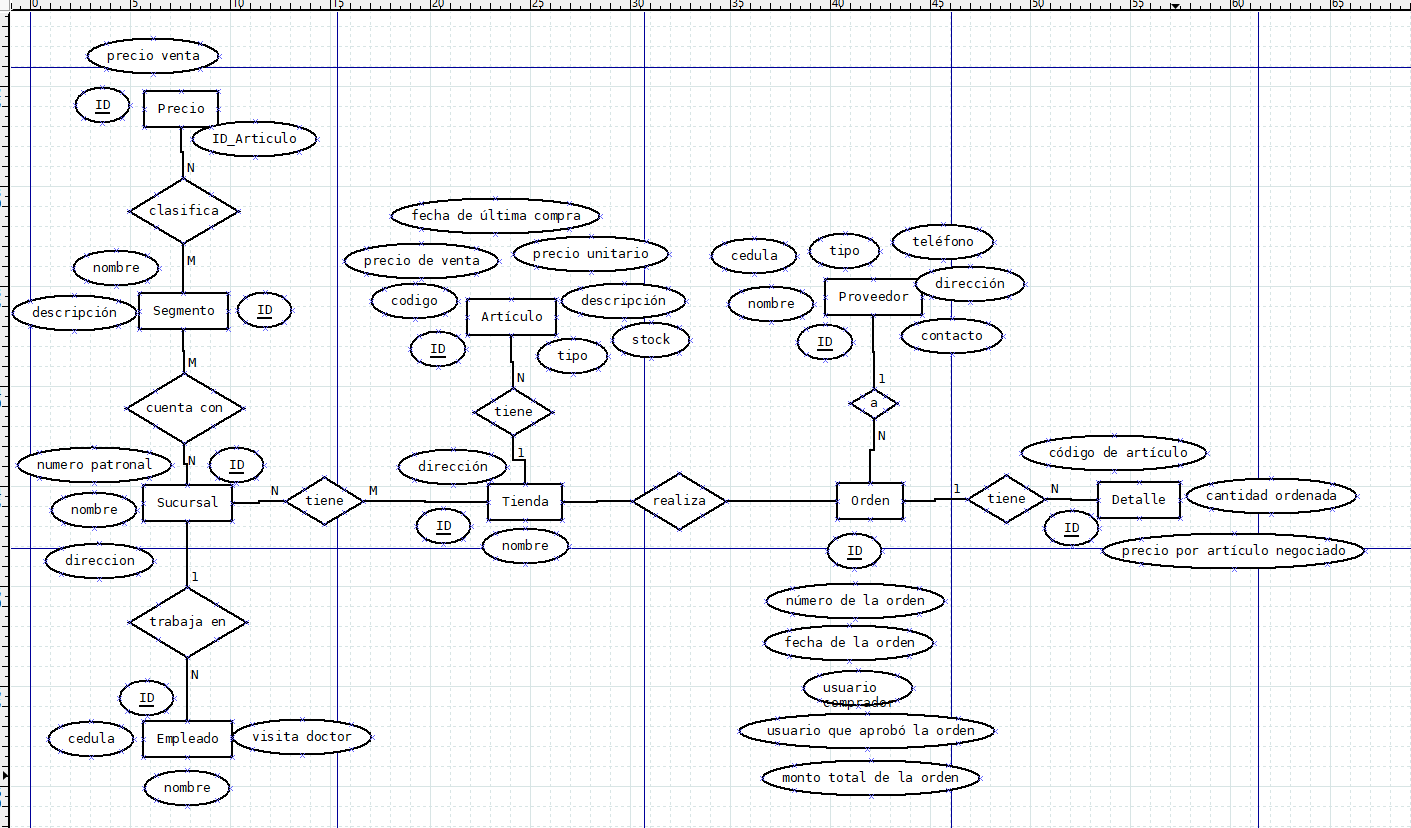 0 5 10 15 20 25 30 35 40 45 50 55 60 65
precio venta
ID
Precio
ID_Articulo
N
clasifica
M
nombre
descripción
Segmento
ID
M
cuenta con
N
numero patronal
ID
nombre
Sucursal
direccion
N
tiene
M
1
trabaja en
N
ID
cedula
Empleado
visita doctor
nombre
fecha de última compra
precio de venta
precio unitario
codigo
Artículo
descripción
ID
tipo
stock
N
tiene
1
dirección
Tienda
ID
nombre
realiza
cedula
tipo
teléfono
nombre
Proveedor
dirección
ID
contacto
1
a
N
Orden
ID
número de la orden
fecha de la orden
usuario
comprador
usuario que aprobó la orden
monto total de la orden
1
tiene
N
código de artículo
Detalle
cantidad ordenada
ID
precio por artículo negociado